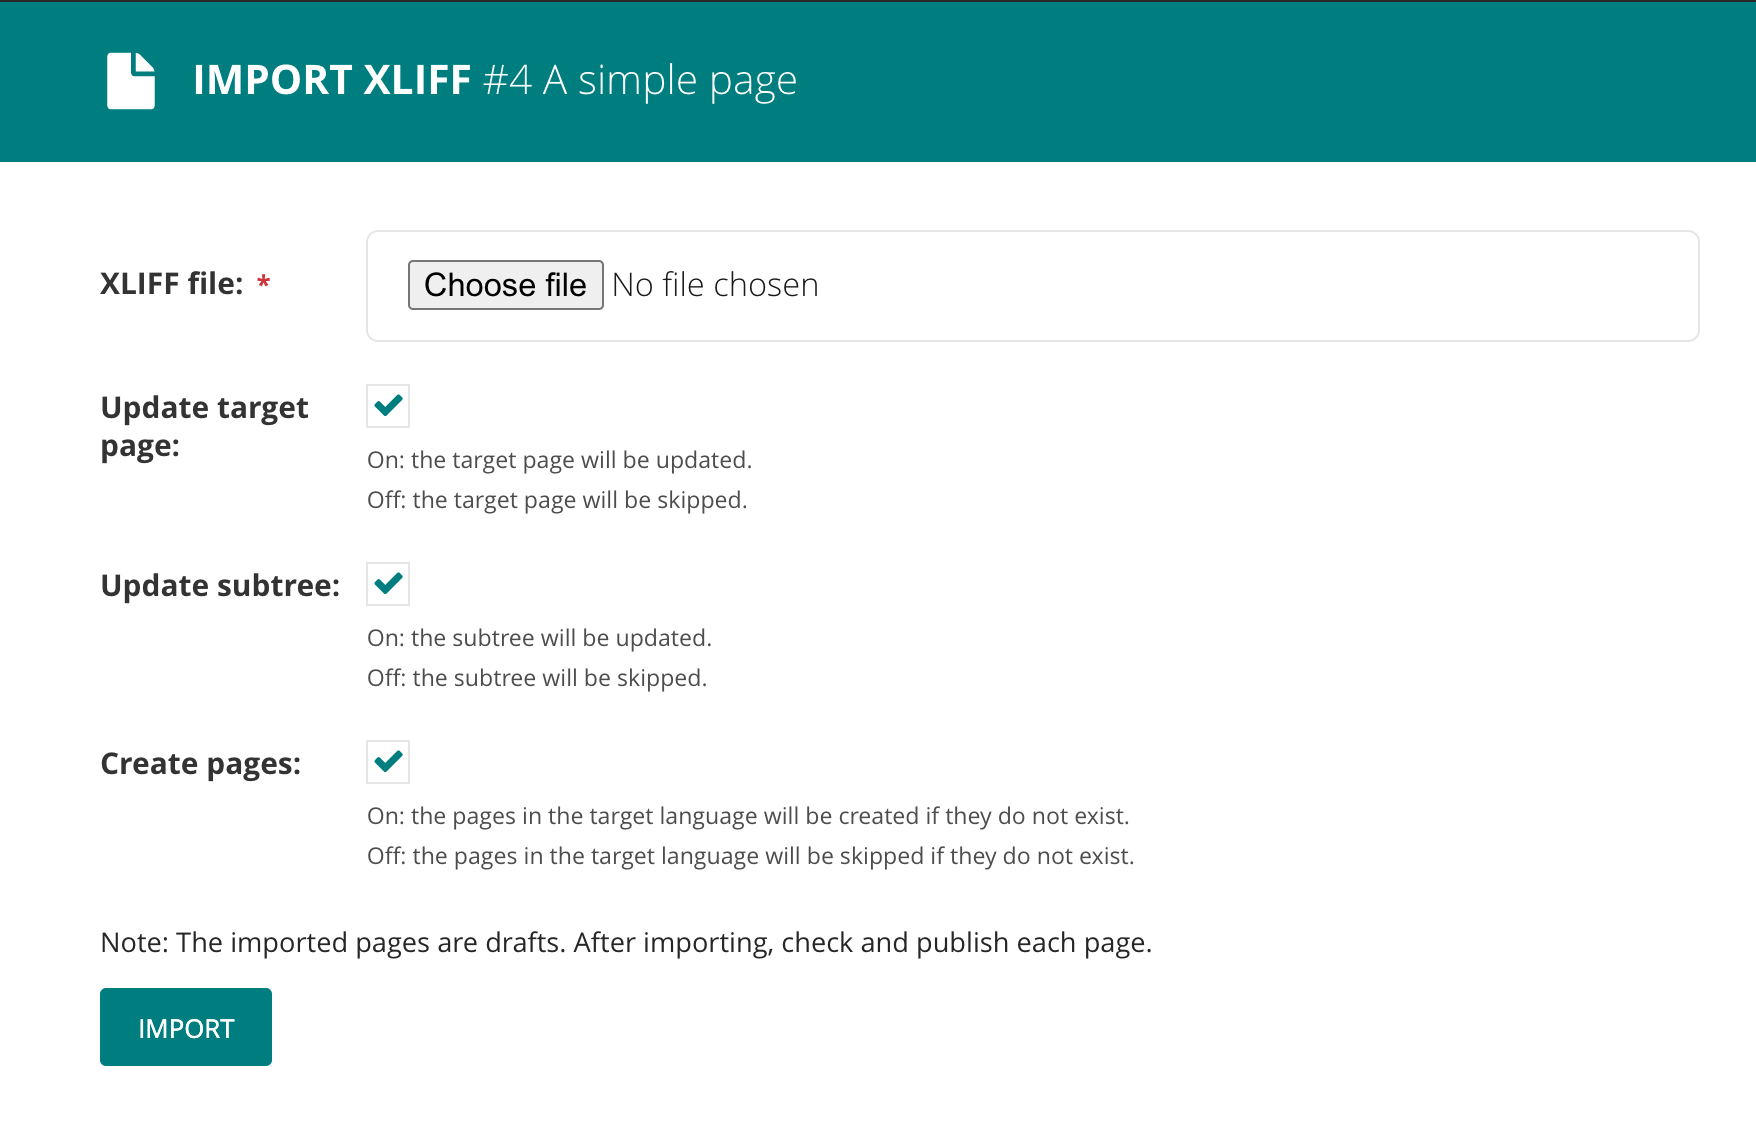 IMPORT XLIFF #4 A simple page
XLIFF file: *
Choose file No file chosen
Update target
page:
On: the target page will be updated.
Off: the target page will be skipped.
Update subtree:
On: the subtree will be updated.
Off: the subtree will be skipped.
Create pages:
On: the pages in the target language will be created if they do not exist.
Off: the pages in the target language will be skipped if they do not exist.
Note: The imported pages are drafts. After importing, check and publish each page.
IMPORT